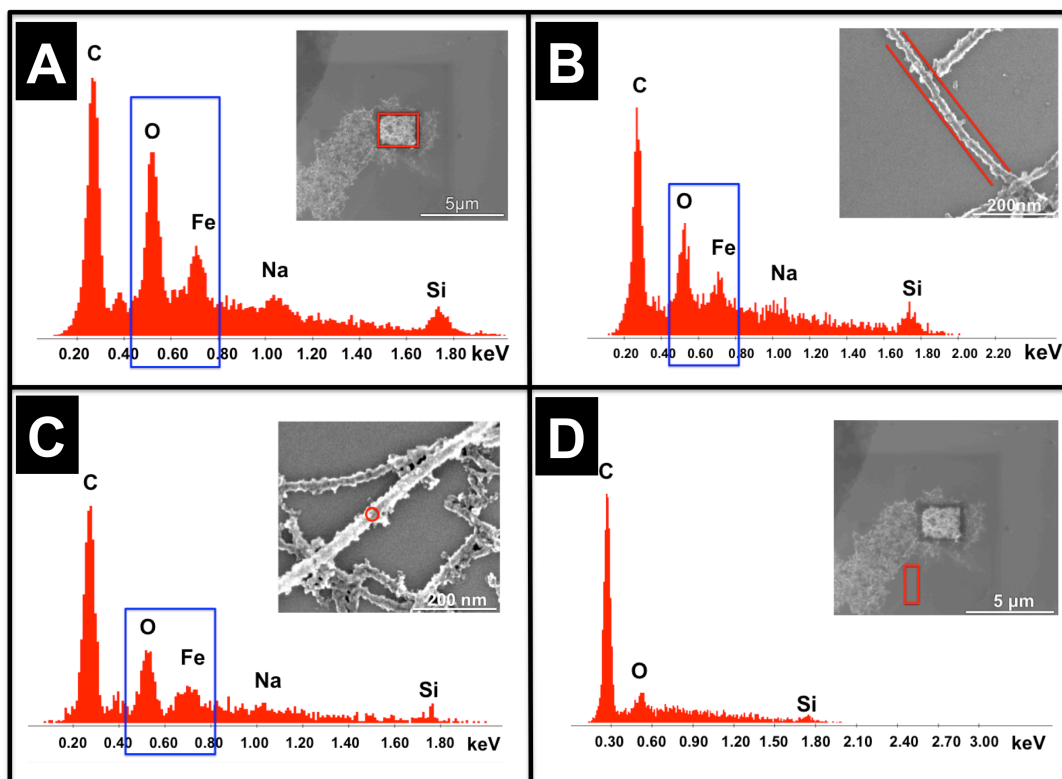 A
C
O
Fe
Na
Si
5μm
0.20 0.40 0.60 0.80 1.00 1.20 1.40 1.60 1.80 keV
B
C
O
Fe
Na
Si
200nm
0.20 0.40 0.60 0.80 1.00 1.20 1.40 1.60 1.80 2.00 2.20 keV
C
C
O
Fe
Na
Si
200 nm
0.20 0.40 0.60 0.80 1.00 1.20 1.40 1.60 1.80 keV
D
C
O
Si
5 μm
0.30 0.60 0.90 1.20 1.50 1.80 2.10 2.40 2.70 3.00 keV